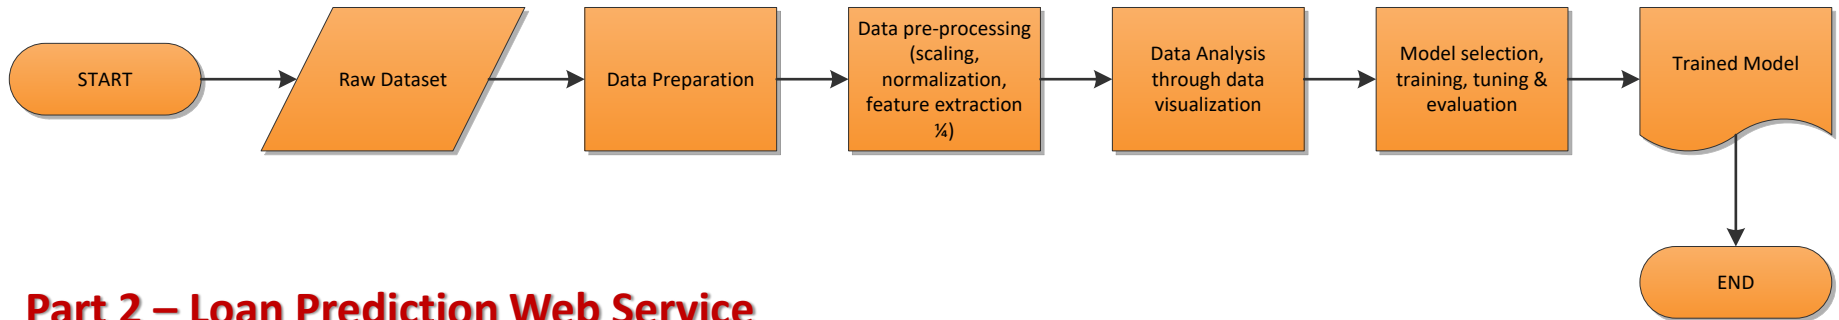 START
Raw Dataset
Data Preparation
Data pre-processing
(scaling,
normalization,
feature extraction
¼)
Data Analysis
through data
visualization
Model selection,
training, tuning &
evaluation
Trained Model
END
Part 2 – Loan Prediction Web Service